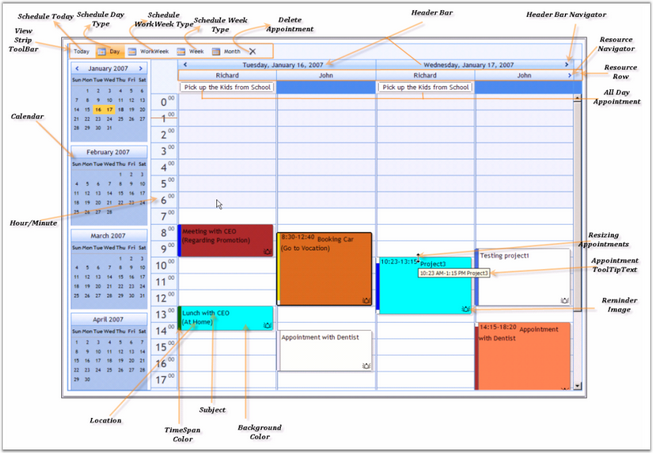 Schedule Today
Schedule Day
Type
Schedule
WorkWeek Type
Schedule Week
Type
Delete
Appointment
Header Bar
Header Bar Navigator
View
Strip
ToolBar
Resource
Navigator
Today
Day
WorkWeek
Week
Month
Resource
Row
January 2007
Tuesday, January 16, 2007
Wednesday, January 17, 2007
Richard
John
Richard
John
Sun Mon Tue Wed Thu Fri Sat
1 2 3 4 5 6
7 8 9 10 11 12 13
14 15 16 17 18 19 20
21 22 23 24 25 26 27
28 29 30 31
Pick up the Kids from School
Pick up the Kids from School
All Day
Appointment
Calendar
February 2007
Sun Mon Tue Wed Thu Fri Sat
1 2 3
4 5 6 7 8 9 10
11 12 13 14 15 16 17
18 19 20 21 22 23 24
25 26 27 28
March 2007
Sun Mon Tue Wed Thu Fri Sat
1 2 3
4 5 6 7 8 9 10
11 12 13 14 15 16 17
18 19 20 21 22 23 24
25 26 27 28 29 30 31
April 2007
Sun Mon Tue Wed Thu Fri Sat
1 2 3 4 5 6 7
8 9 10 11 12 13 14
15 16 17 18 19 20 21
22 23 24 25 26 27 28
29 30
Hour/Minute
0 00
1 00
2 00
3 00
4 00
5 00
6 00
7 00
8 00
9 00
10 00
11 00
12 00
13 00
14 00
15 00
16 00
17 00
Meeting with CEO
(Regarding Promotion)
8:30-12:40 Booking Car
(Go to Vocation)
10:23-13:15 Project3
10:23 AM-1:15 PM Project3
Testing project1
Resizing
Appointments
Appointment
ToolTipText
Reminder
Image
Lunch with CEO
(At Home)
Appointment with Dentist
14:15-18:20 Appointment
with Dentist
Location
Subject
TimeSpan
Color
Background
Color